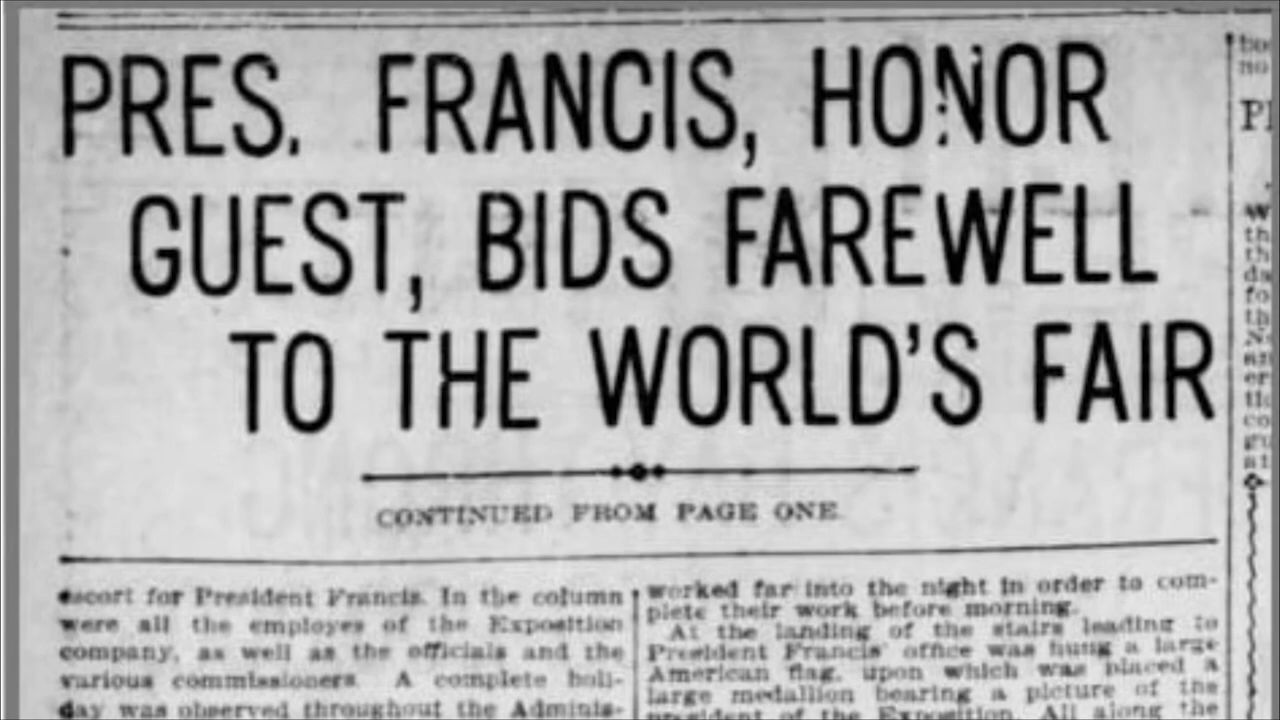 PRES. FRANCIS, HONOR
GUEST, BIDS FAREWELL
TO THE WORLD'S FAIR
CONTINUED FROM PAGE ONE.
escort for President Francis. In the column
were all the employes of the Exposition
company, as well as the officials and the
various commissioners. A complete holi-
day was observed throughout the Adminis-
worked far into the night in order to com-
plete their work before morning.
At the landing of the stairs leading to
President Francis' office was hung a large
American flag, upon which was placed a
large medallion bearing a picture of the
president of the Exposition. All along the